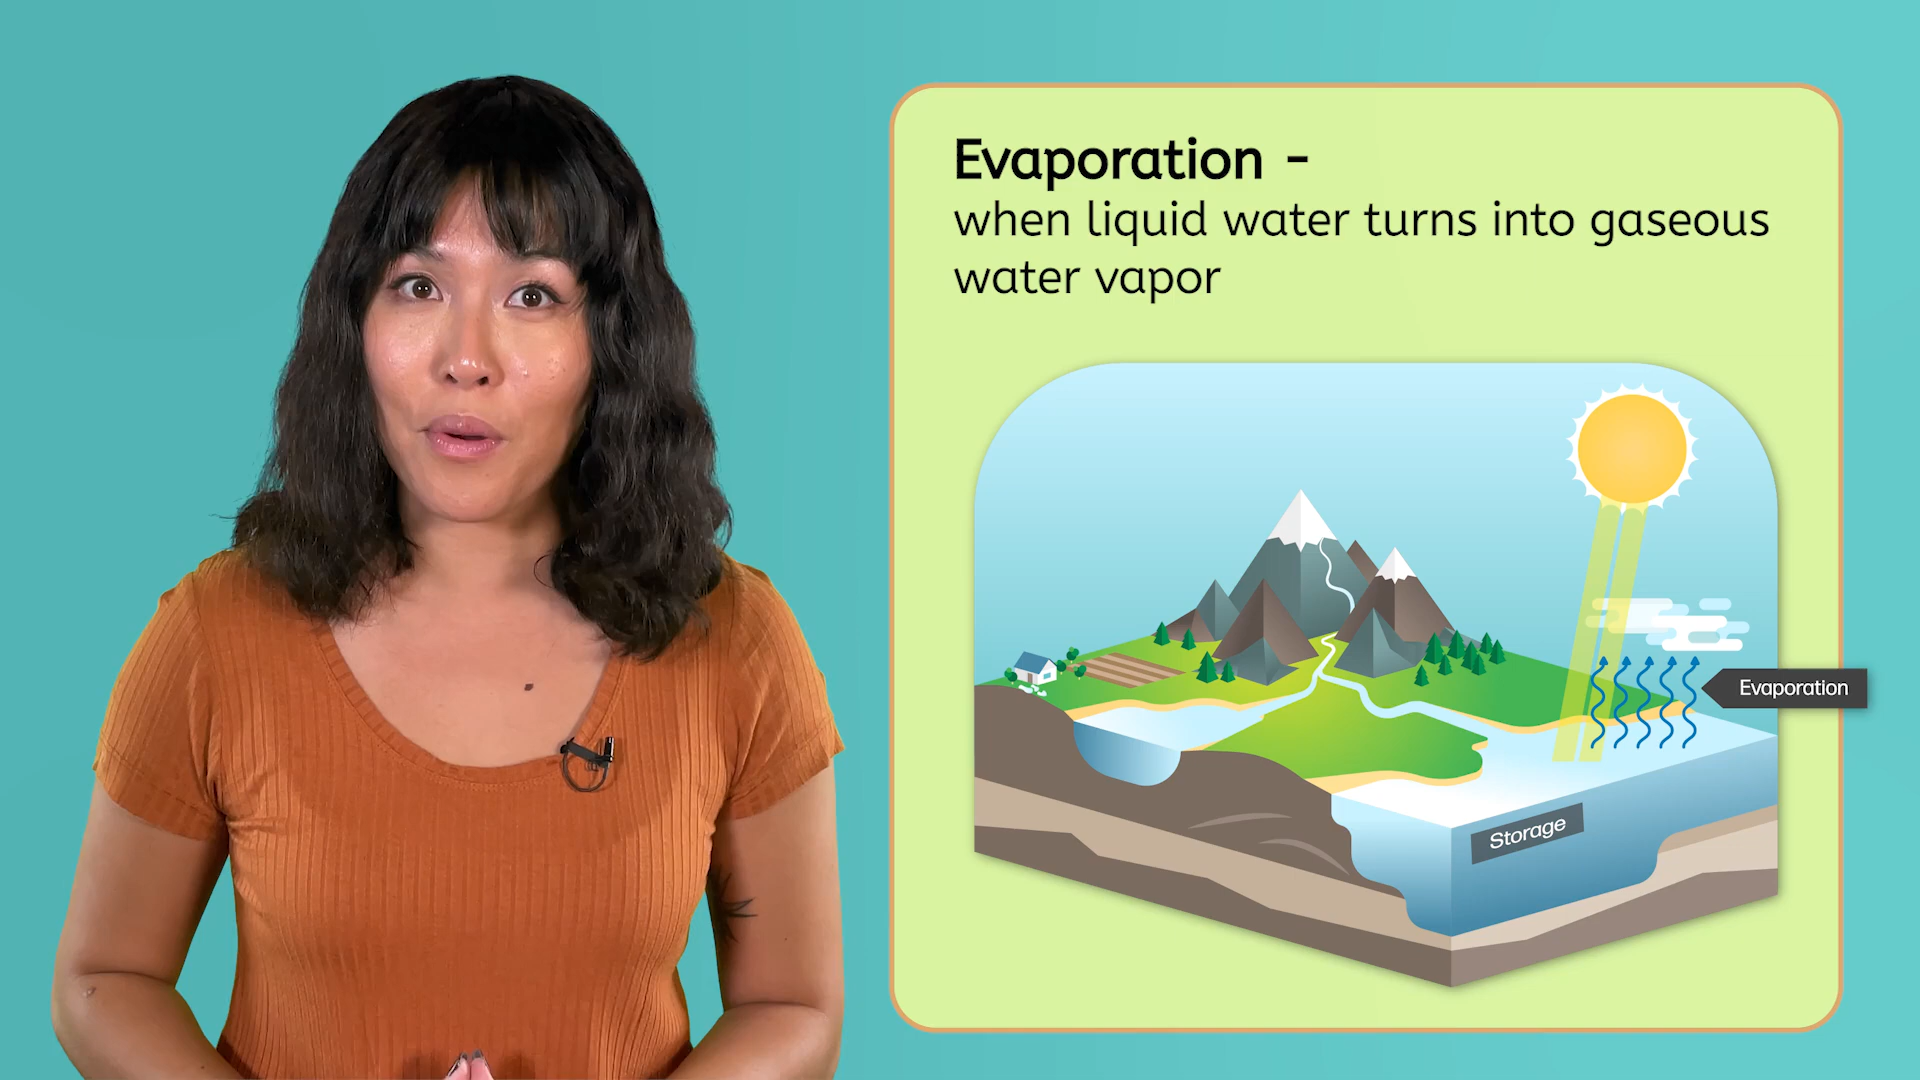 Evaporation -
when liquid water turns into gaseous
water vapor
Evaporation
Storage